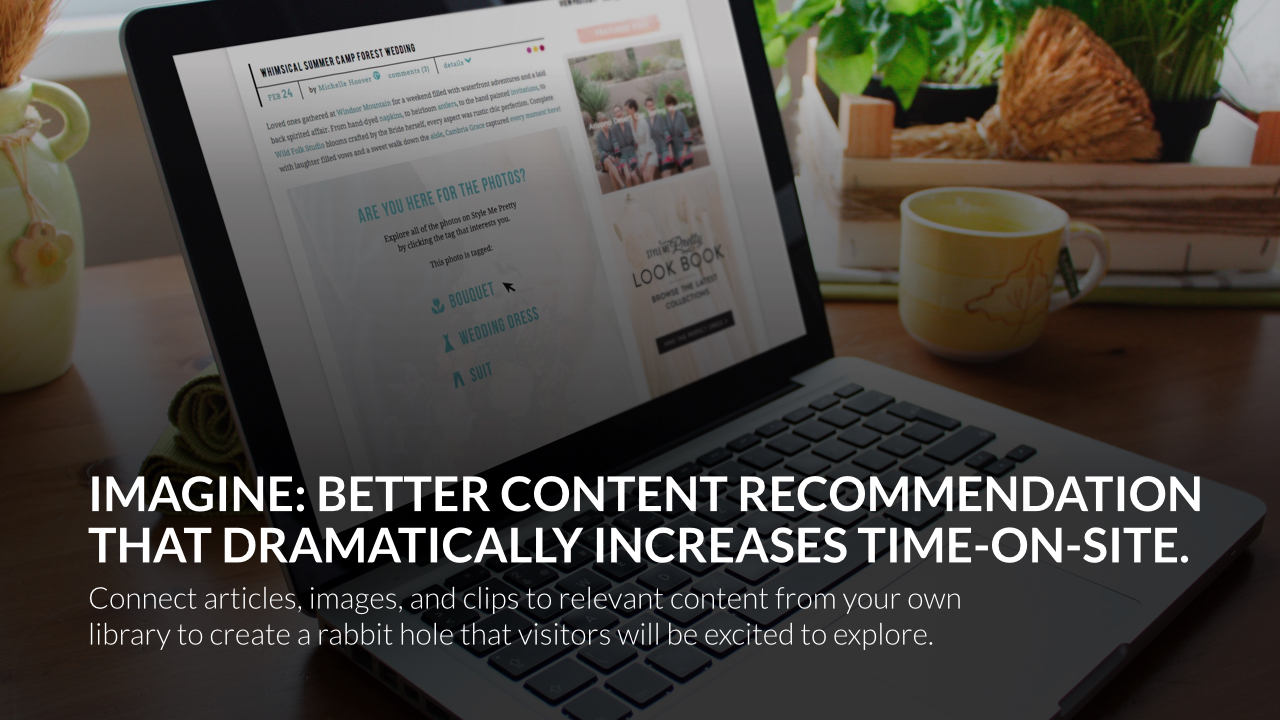 WHIMSICAL SUMMER CAMP FOREST WEDDING
FEB 24
by Michelle Hoover
comments (3)
details
Loved ones gathered at Windsor Mountain for a weekend filled with waterfront adventures and a laid
back spirited affair. From hand-dyed napkins, to heirloom antlers, to the hand painted invitations, to
Wild Folk Studio blooms crafted by the Bride herself, every aspect was rustic chic perfection. Complete
with laughter filled vows and a sweet walk down the aisle, Cambria Grace captured every moment here!
ARE YOU HERE FOR THE PHOTOS?
Explore all of the photos on Style Me Pretty
by clicking the tag that interests you.
This photo is tagged:
BOUQUET
WEDDING DRESS
SUIT
Pretty
LOOK BOOK
BROWSE THE LATEST
COLLECTIONS
IMAGINE: BETTER CONTENT RECOMMENDATION
THAT DRAMATICALLY INCREASES TIME-ON-SITE.
Connect articles, images, and clips to relevant content from your own
library to create a rabbit hole that visitors will be excited to explore.